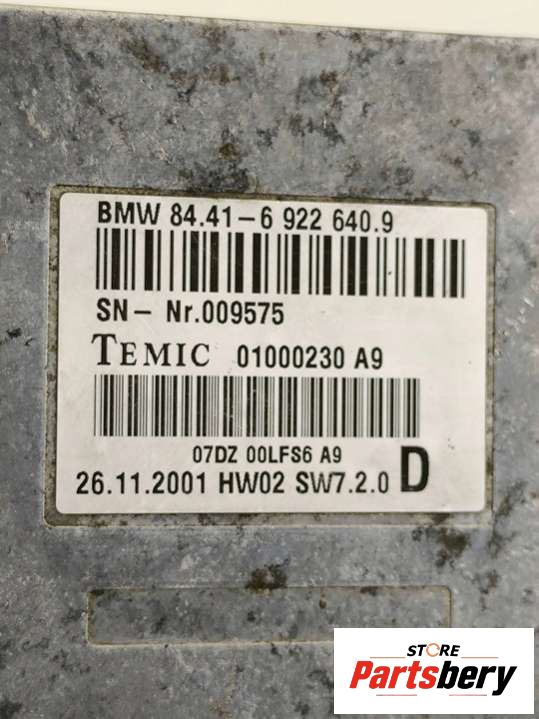 BMW 84.41-6 922 640.9
SN- Nr.009575
TEMIC 01000230 A9
07DZ 00LFS6 A9
26.11.2001 HW02 SW7.2.0 D
STORE
Partsbery